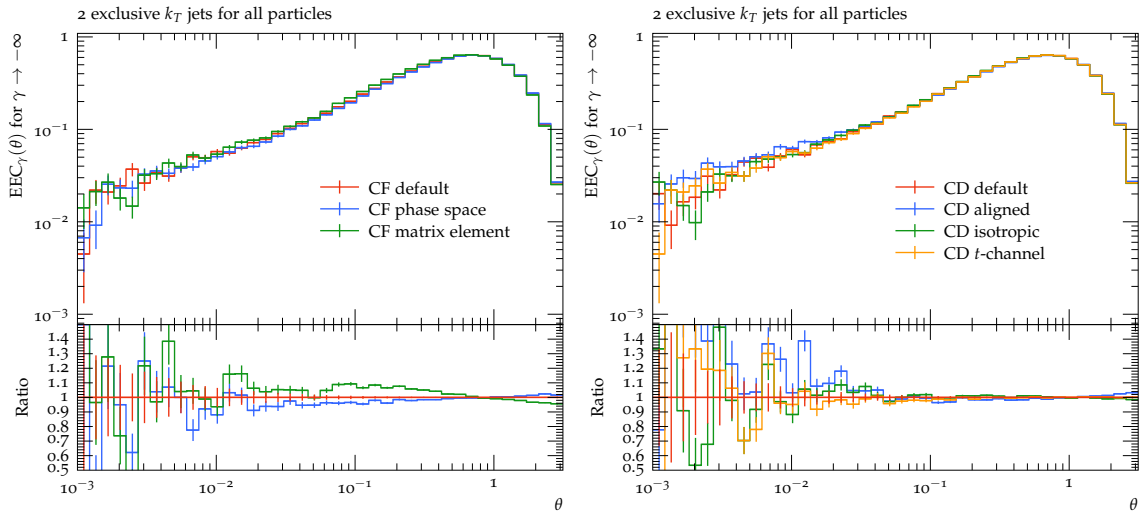 2 exclusive k_T jets for all particles
EEC_γ(θ) for γ → −∞
1
10^−1
10^−2
10^−3
CF default
CF phase space
CF matrix element
Ratio
1.4
1.3
1.2
1.1
1
0.9
0.8
0.7
0.6
0.5
10^−3 10^−2 10^−1 1
θ
2 exclusive k_T jets for all particles
EEC_γ(θ) for γ → −∞
1
10^−1
10^−2
10^−3
CD default
CD aligned
CD isotropic
CD t-channel
Ratio
1.4
1.3
1.2
1.1
1
0.9
0.8
0.7
0.6
0.5
10^−3 10^−2 10^−1 1
θ